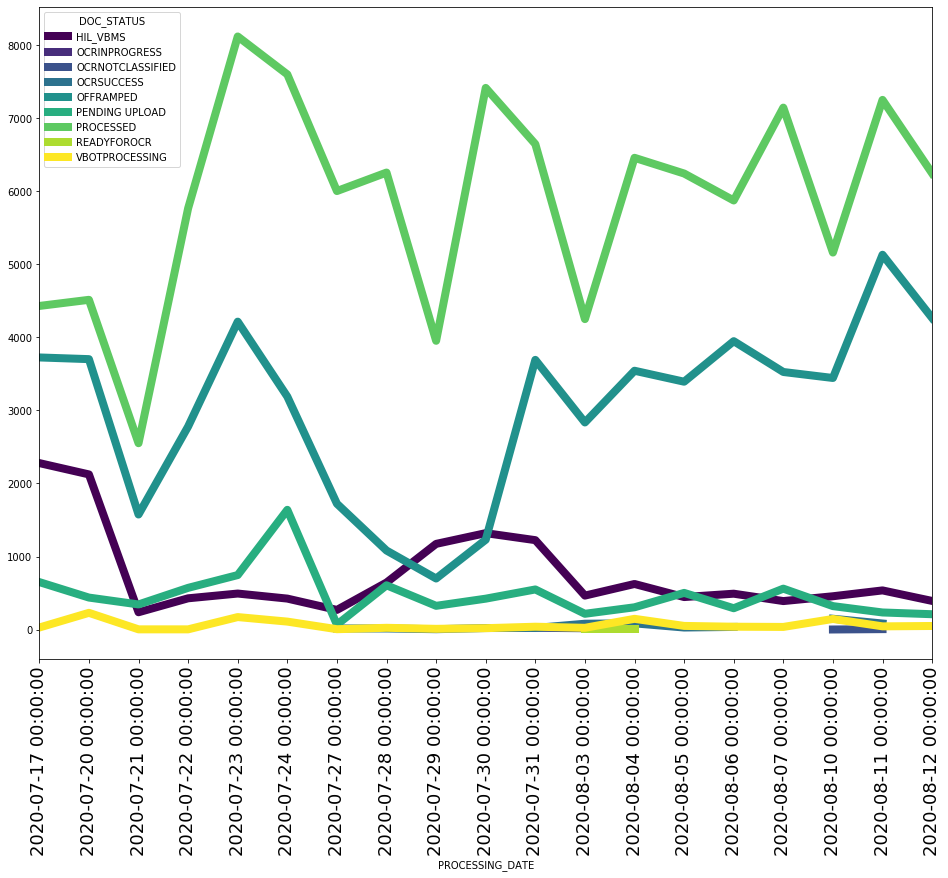 DOC_STATUS
HIL_VBMS
OCRINPROGRESS
OCRNOTCLASSIFIED
OCRSUCCESS
OFFRAMPED
PENDING UPLOAD
PROCESSED
READYFOROCR
VBOTPROCESSING
8000
7000
6000
5000
4000
3000
2000
1000
0
2020-07-17 00:00:00
2020-07-20 00:00:00
2020-07-21 00:00:00
2020-07-22 00:00:00
2020-07-23 00:00:00
2020-07-24 00:00:00
2020-07-27 00:00:00
2020-07-28 00:00:00
2020-07-29 00:00:00
2020-07-30 00:00:00
2020-07-31 00:00:00
2020-08-03 00:00:00
2020-08-04 00:00:00
2020-08-05 00:00:00
2020-08-06 00:00:00
2020-08-07 00:00:00
2020-08-10 00:00:00
2020-08-11 00:00:00
2020-08-12 00:00:00
PROCESSING_DATE